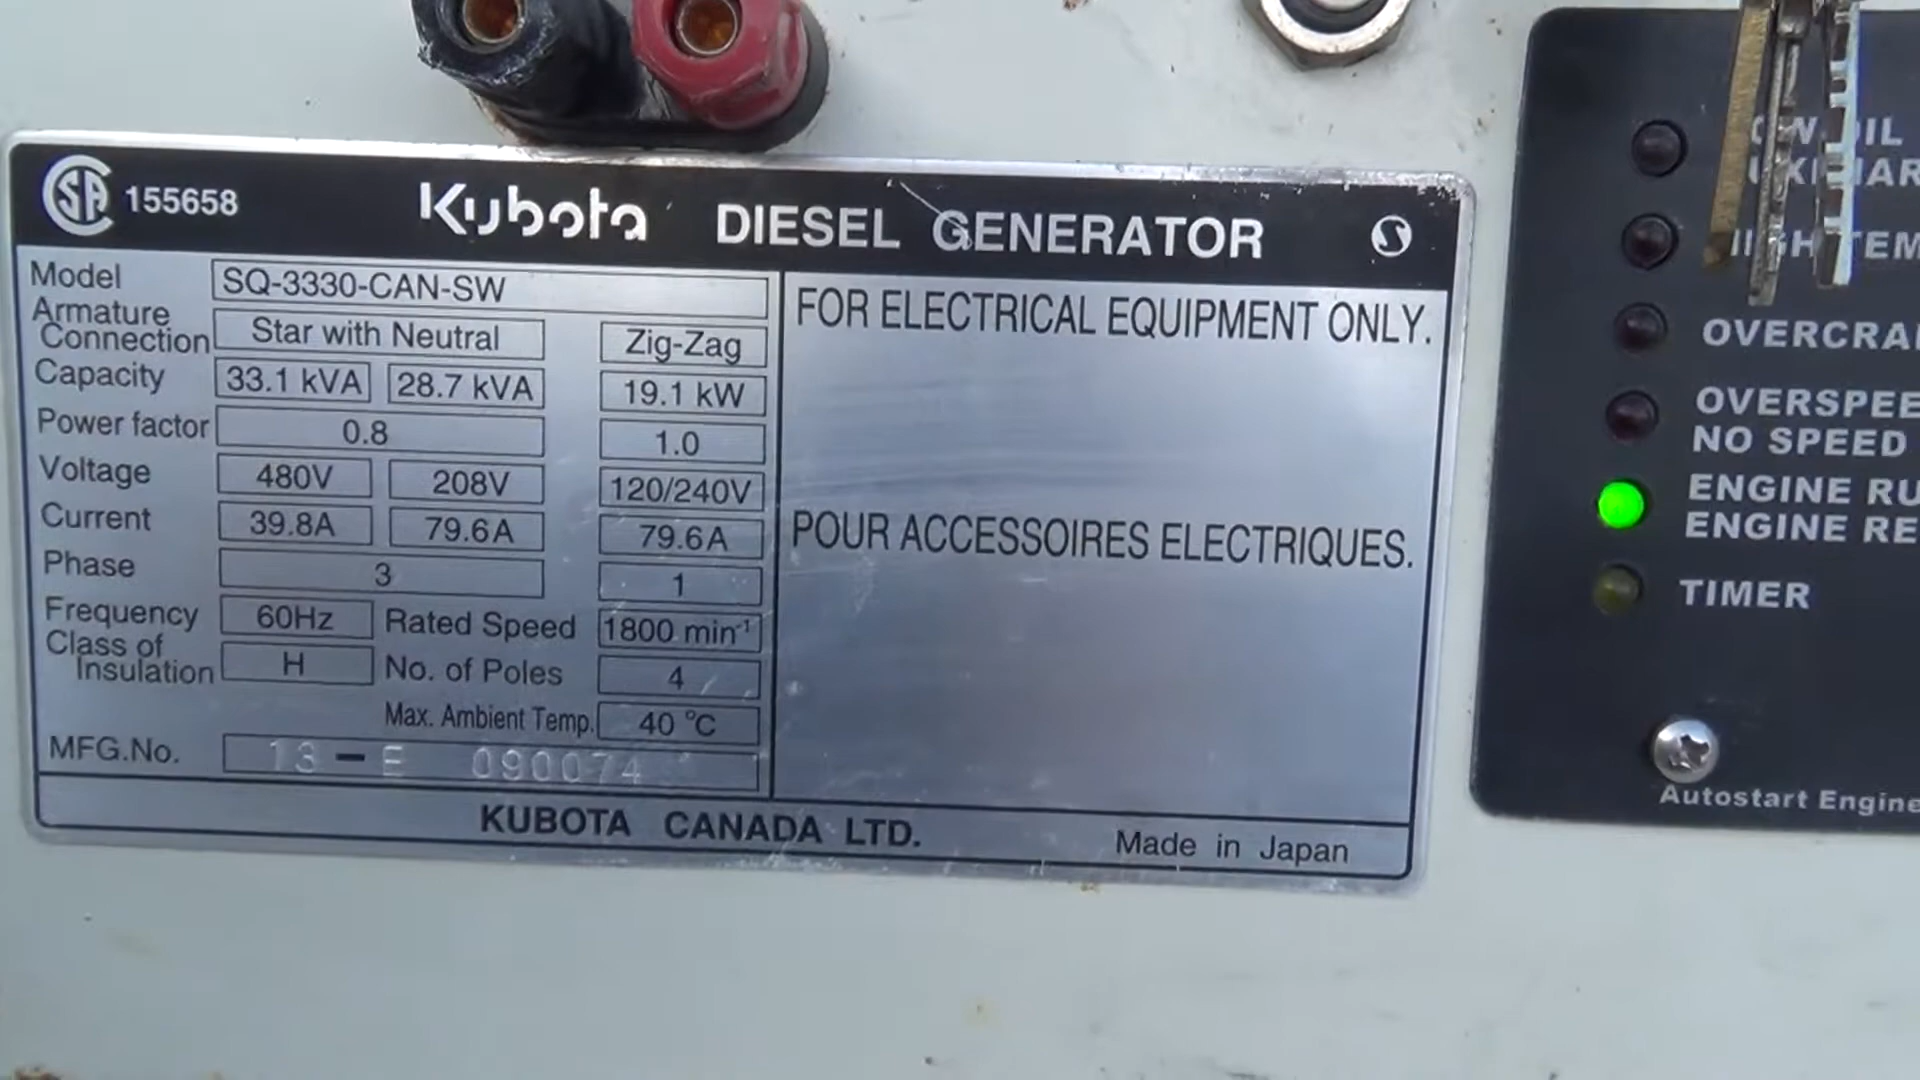 CSA 155658 Kubota DIESEL GENERATOR
Model SQ-3330-CAN-SW
Armature Connection Star with Neutral Zig-Zag
Capacity 33.1 kVA 28.7 kVA 19.1 kW
Power factor 0.8 1.0
Voltage 480V 208V 120/240V
Current 39.8A 79.6A 79.6A
Phase 3 1
Frequency 60Hz Rated Speed 1800 min⁻¹
Class of Insulation H No. of Poles 4
Max. Ambient Temp. 40 °C
MFG.No. 13-E 090074
FOR ELECTRICAL EQUIPMENT ONLY.
POUR ACCESSOIRES ELECTRIQUES.
KUBOTA CANADA LTD. Made in Japan
OVERSPEE
NO SPEED
ENGINE RU
ENGINE RE
TIMER
Autostart Engine